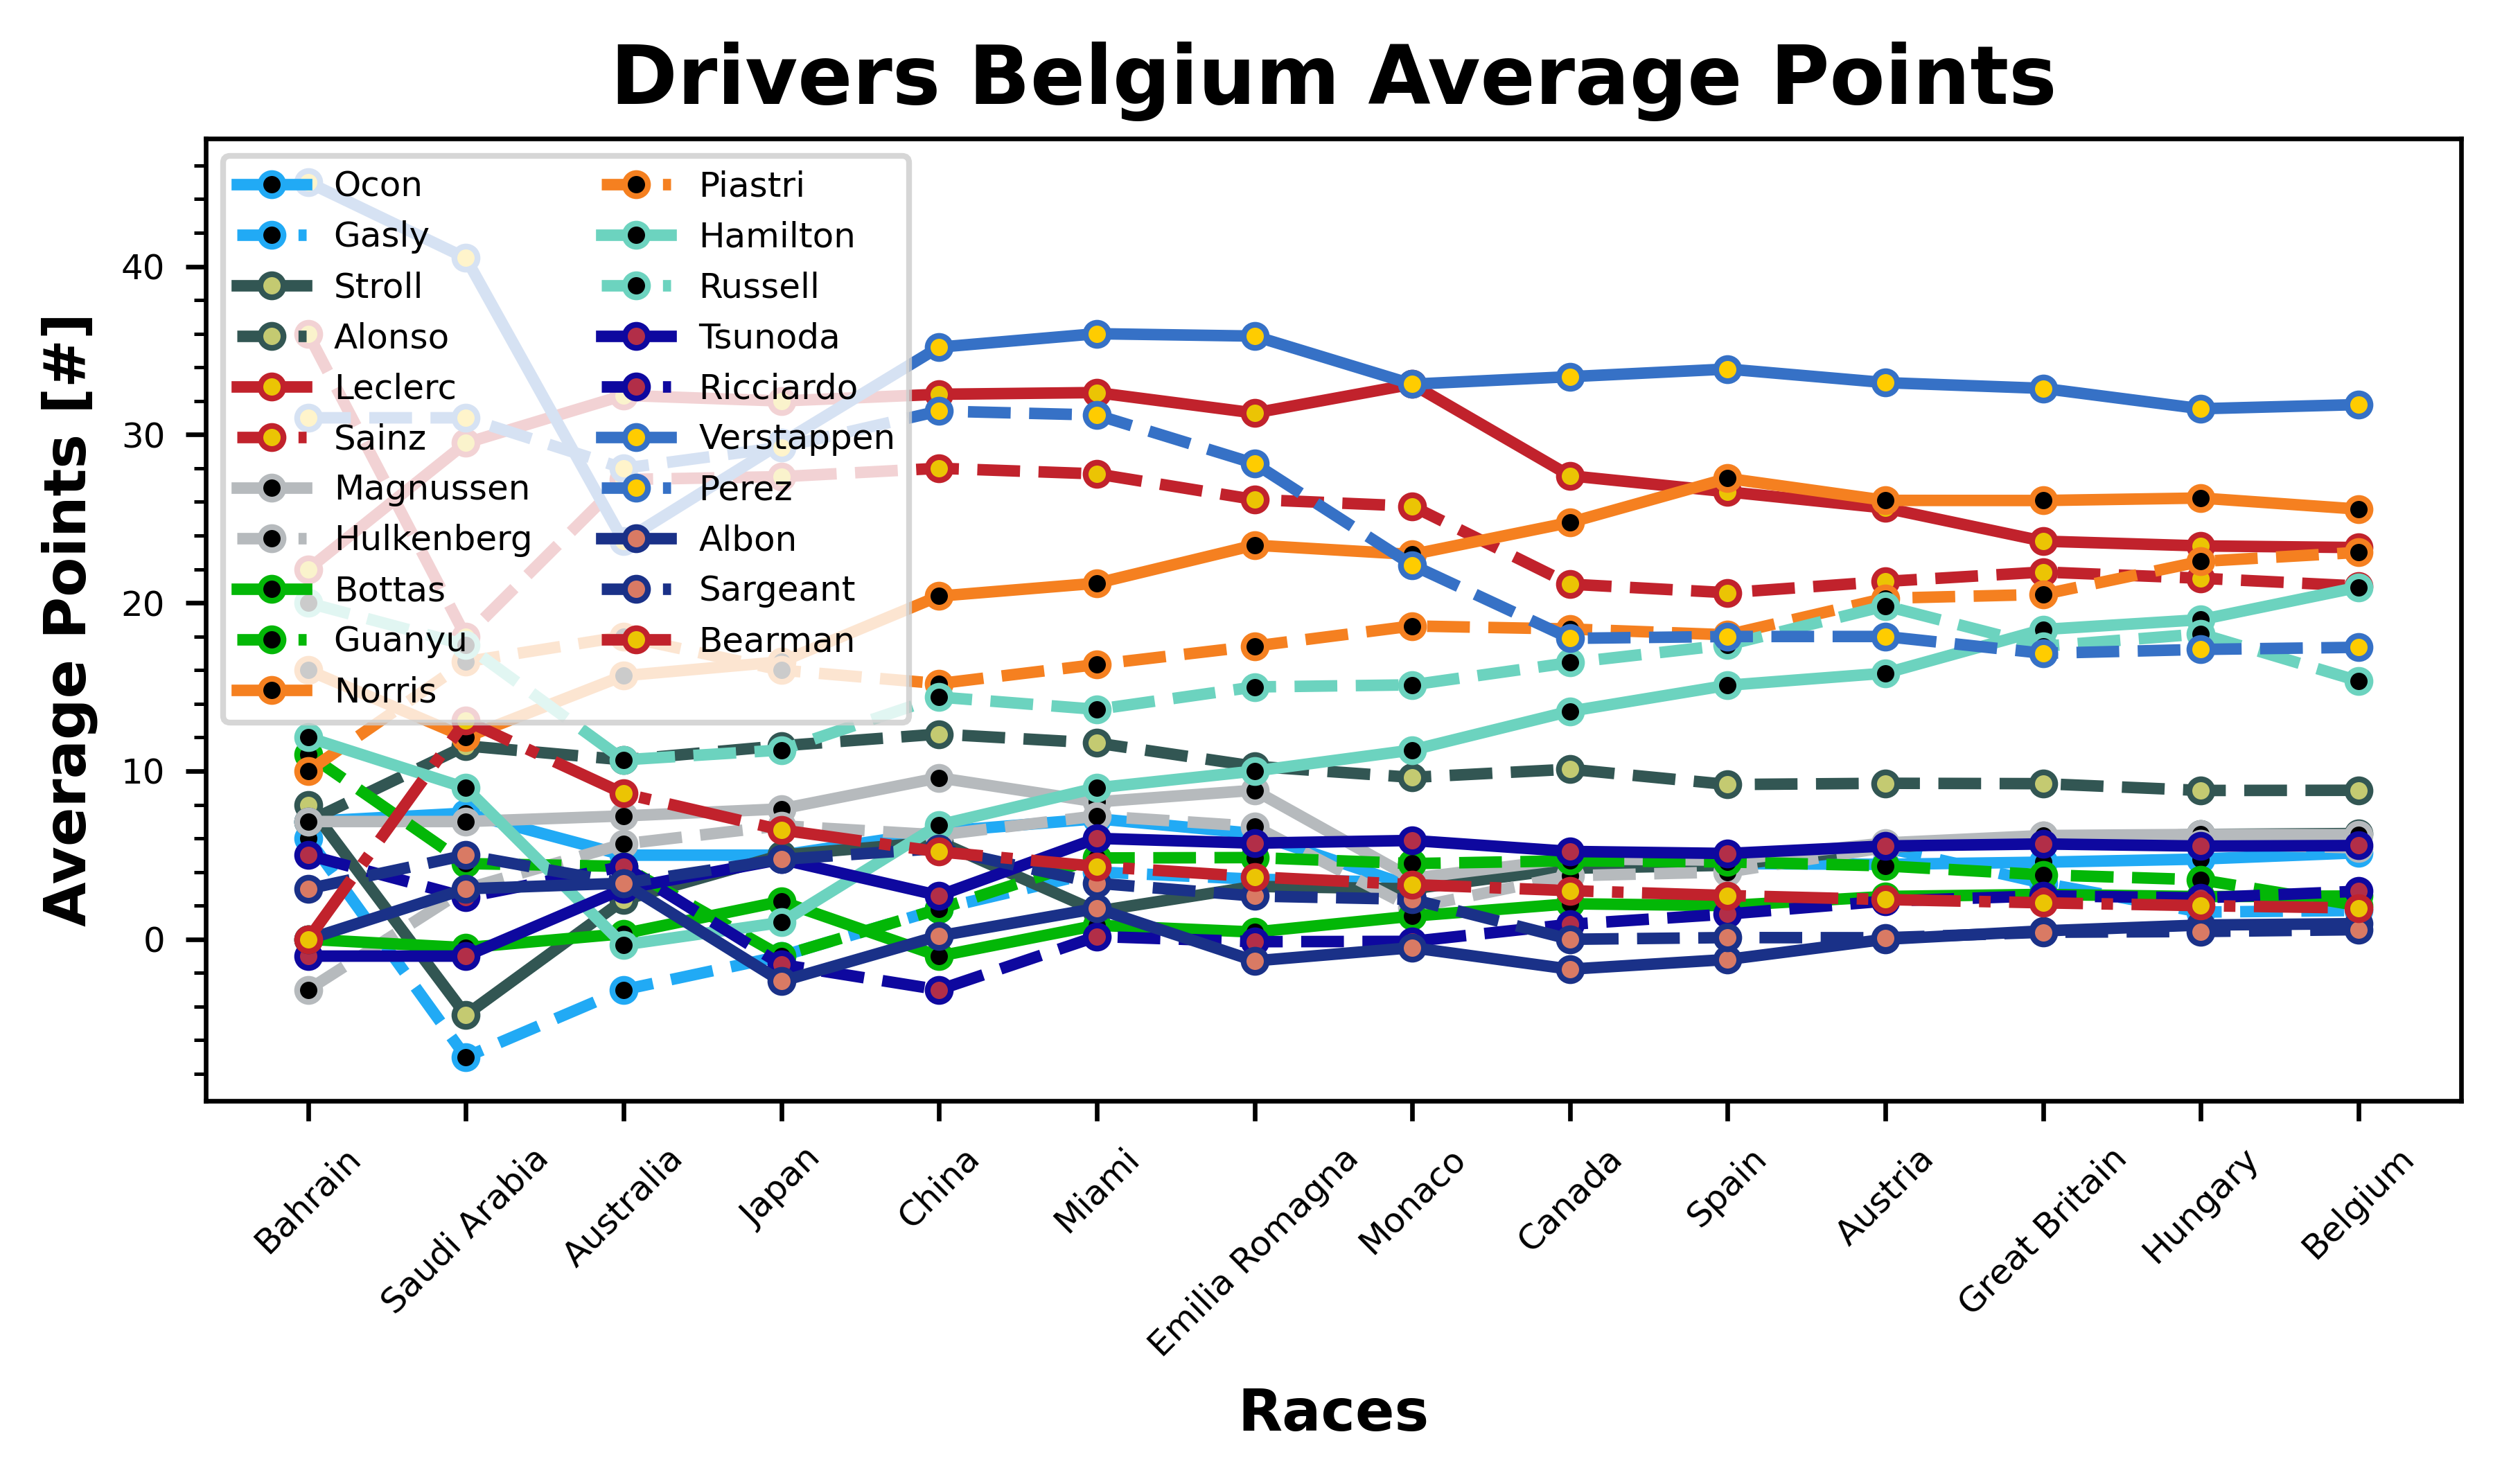 Drivers Belgium Average Points
Average Points [#]
40
30
20
10
0
Ocon
Gasly
Stroll
Alonso
Leclerc
Sainz
Magnussen
Hulkenberg
Bottas
Guanyu
Norris
Piastri
Hamilton
Russell
Tsunoda
Ricciardo
Verstappen
Perez
Albon
Sargeant
Bearman
Bahrain
Saudi Arabia
Australia
Japan
China
Miami
Emilia Romagna
Monaco
Canada
Spain
Austria
Great Britain
Hungary
Belgium
Races